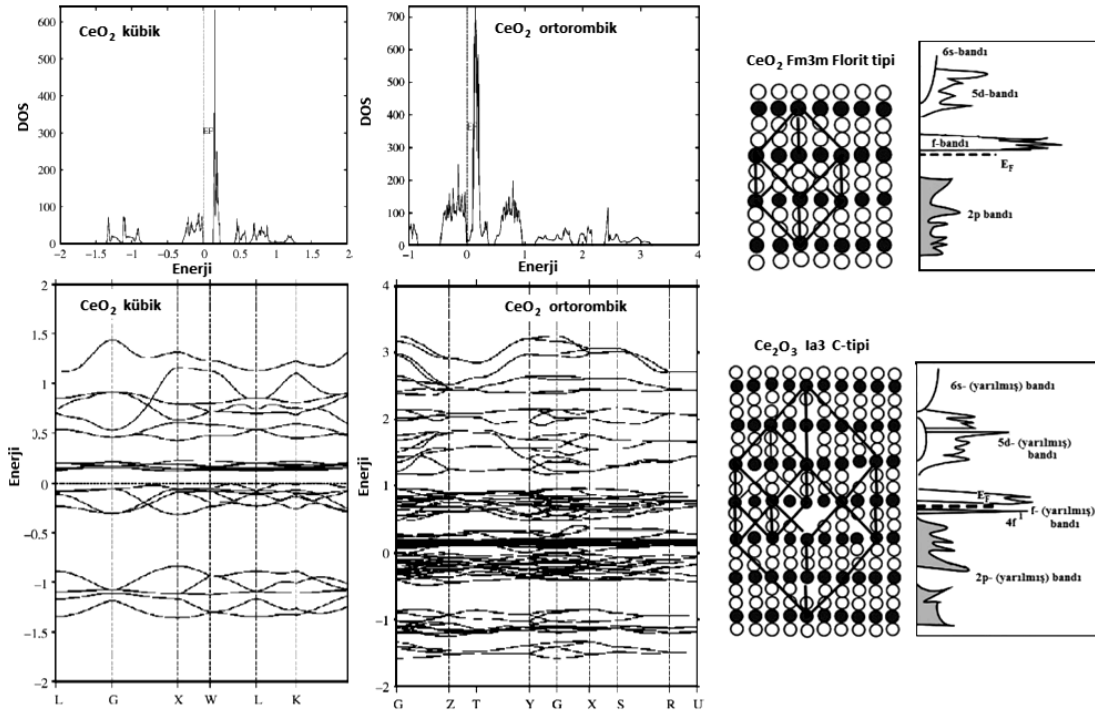 CeO2 kübik
DOS
600
500
400
300
200
100
0
EF
−2
−1.5
−1
−0.5
0
0.5
1
1.5
2
Enerji
CeO2 ortorombik
DOS
700
600
500
400
300
200
100
0
−1
0
1
2
3
4
Enerji
CeO2 Fm3m Florit tipi
6s-bandı
5d-bandı
f-bandı
EF
2p bandı
CeO2 kübik
Enerji
2
1.5
1
0.5
0
−0.5
−1
−1.5
−2
L
G
X
W
L
K
CeO2 ortorombik
Enerji
4
3
2
1
0
−1
−2
G
Z
T
Y
G
X
S
R
U
Ce2O3 Ia3 C-tipi
6s- (yarılmış) bandı
5d- (yarılmış)
bandı
EF
f- (yarılmış)
4f1
bandı
2p- (yarılmış) bandı